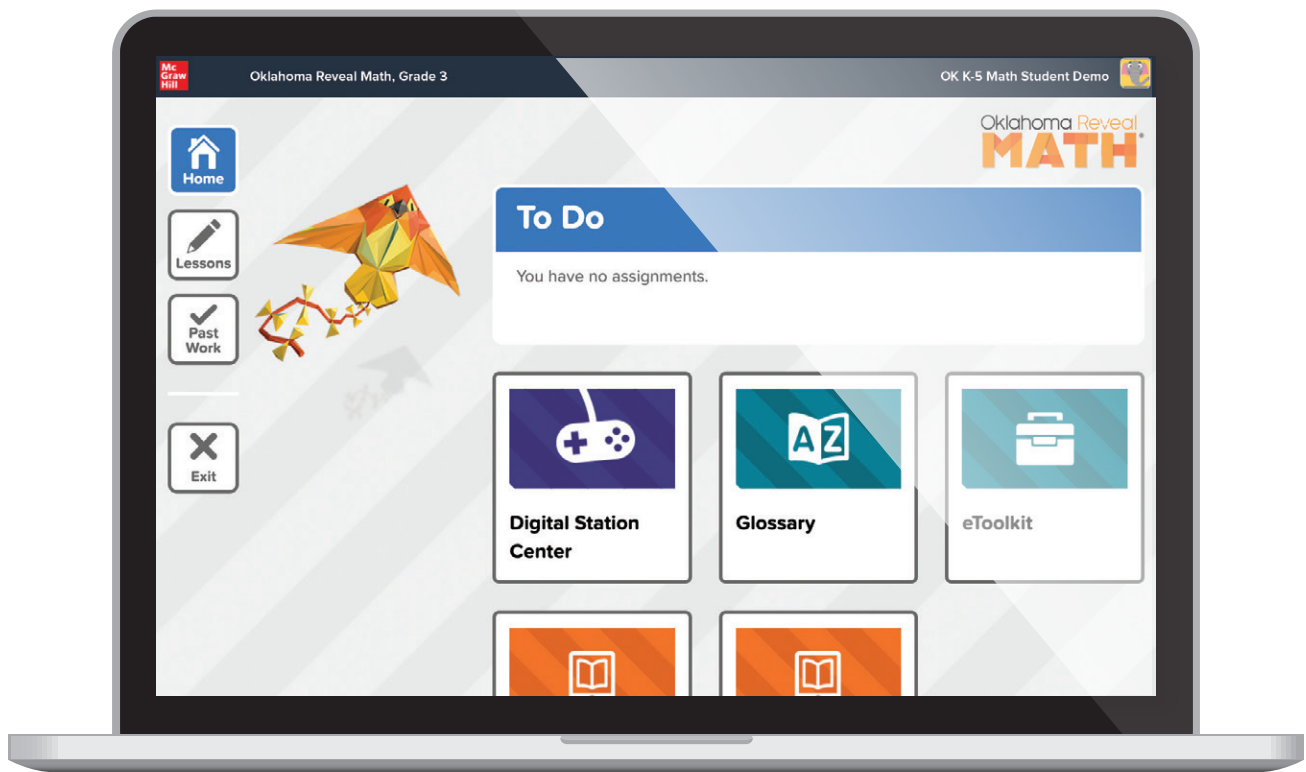 Mc
Graw
Hill
Oklahoma Reveal Math, Grade 3
OK K-5 Math Student Demo
Oklahoma Reveal
MATH®
Home
Lessons
Past
Work
Exit
To Do
You have no assignments.
Digital Station
Center
AZ
Glossary
eToolkit